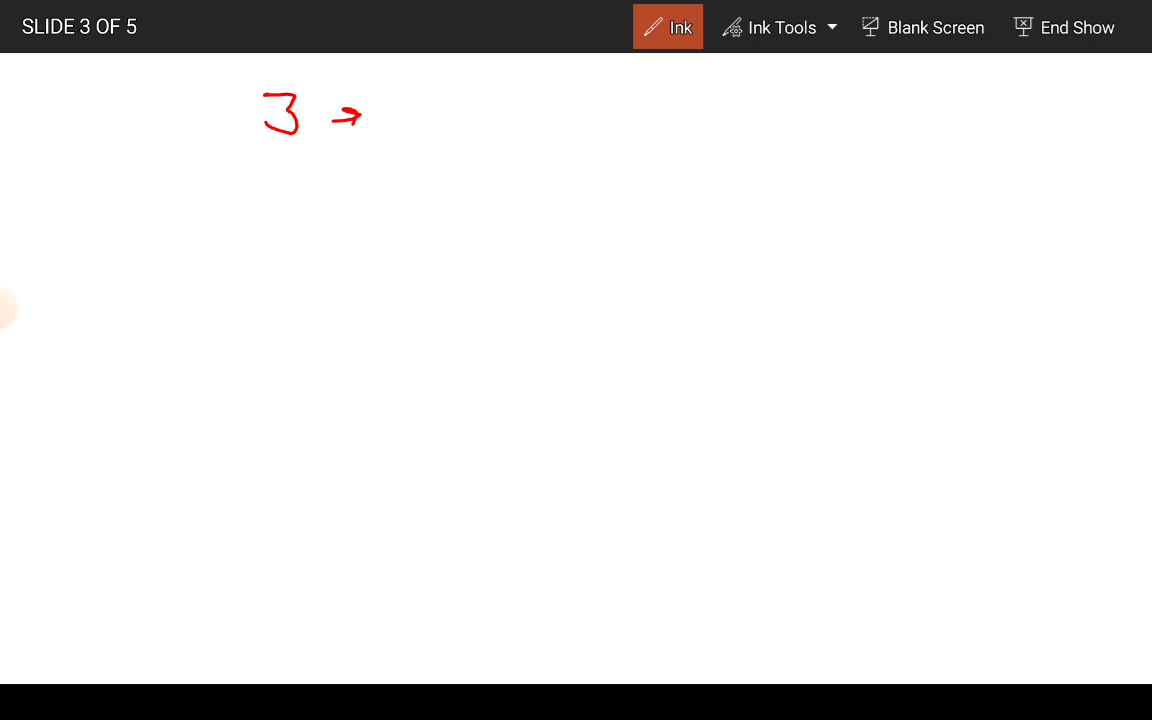 SLIDE 3 OF 5 Ink Ink Tools Blank Screen End Show
3 →